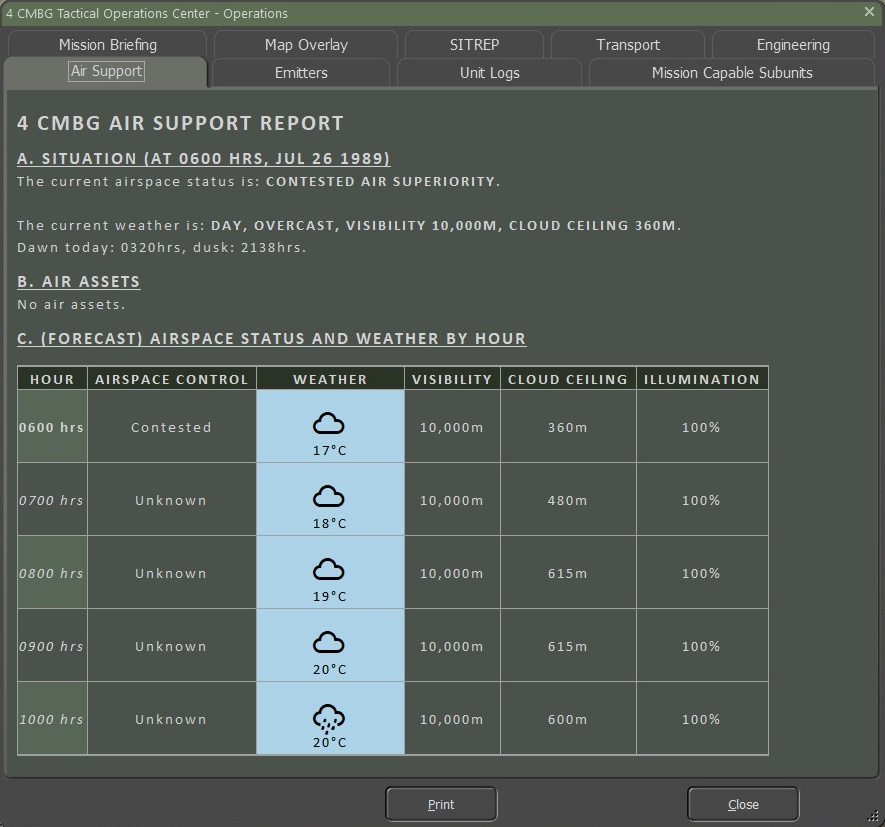 4 CMBG Tactical Operations Center - Operations
Mission Briefing Map Overlay SITREP Transport Engineering
Air Support Emitters Unit Logs Mission Capable Subunits
4 CMBG AIR SUPPORT REPORT
A. SITUATION (AT 0600 HRS, JUL 26 1989)
The current airspace status is: CONTESTED AIR SUPERIORITY.
The current weather is: DAY, OVERCAST, VISIBILITY 10,000M, CLOUD CEILING 360M.
Dawn today: 0320hrs, dusk: 2138hrs.
B. AIR ASSETS
No air assets.
C. (FORECAST) AIRSPACE STATUS AND WEATHER BY HOUR
HOUR AIRSPACE CONTROL WEATHER VISIBILITY CLOUD CEILING ILLUMINATION
0600 hrs Contested 17°C 10,000m 360m 100%
0700 hrs Unknown 18°C 10,000m 480m 100%
0800 hrs Unknown 19°C 10,000m 615m 100%
0900 hrs Unknown 20°C 10,000m 615m 100%
1000 hrs Unknown 20°C 10,000m 600m 100%
Print Close